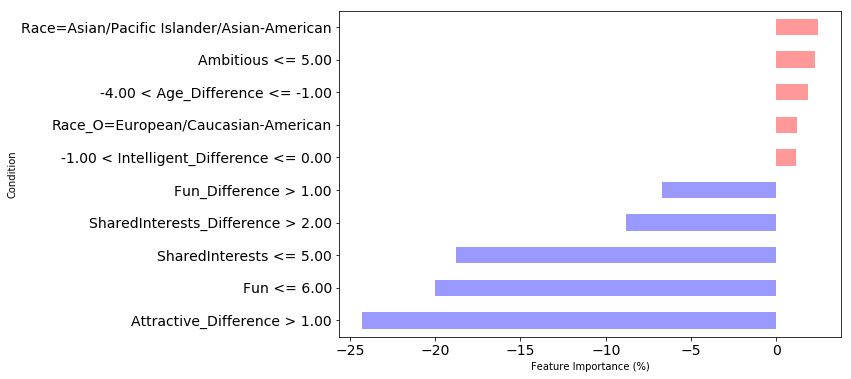 Race=Asian/Pacific Islander/Asian-American
Ambitious <= 5.00
-4.00 < Age_Difference <= -1.00
Race_O=European/Caucasian-American
-1.00 < Intelligent_Difference <= 0.00
Fun_Difference > 1.00
SharedInterests_Difference > 2.00
SharedInterests <= 5.00
Fun <= 6.00
Attractive_Difference > 1.00
Condition
−25 −20 −15 −10 −5 0
Feature Importance (%)